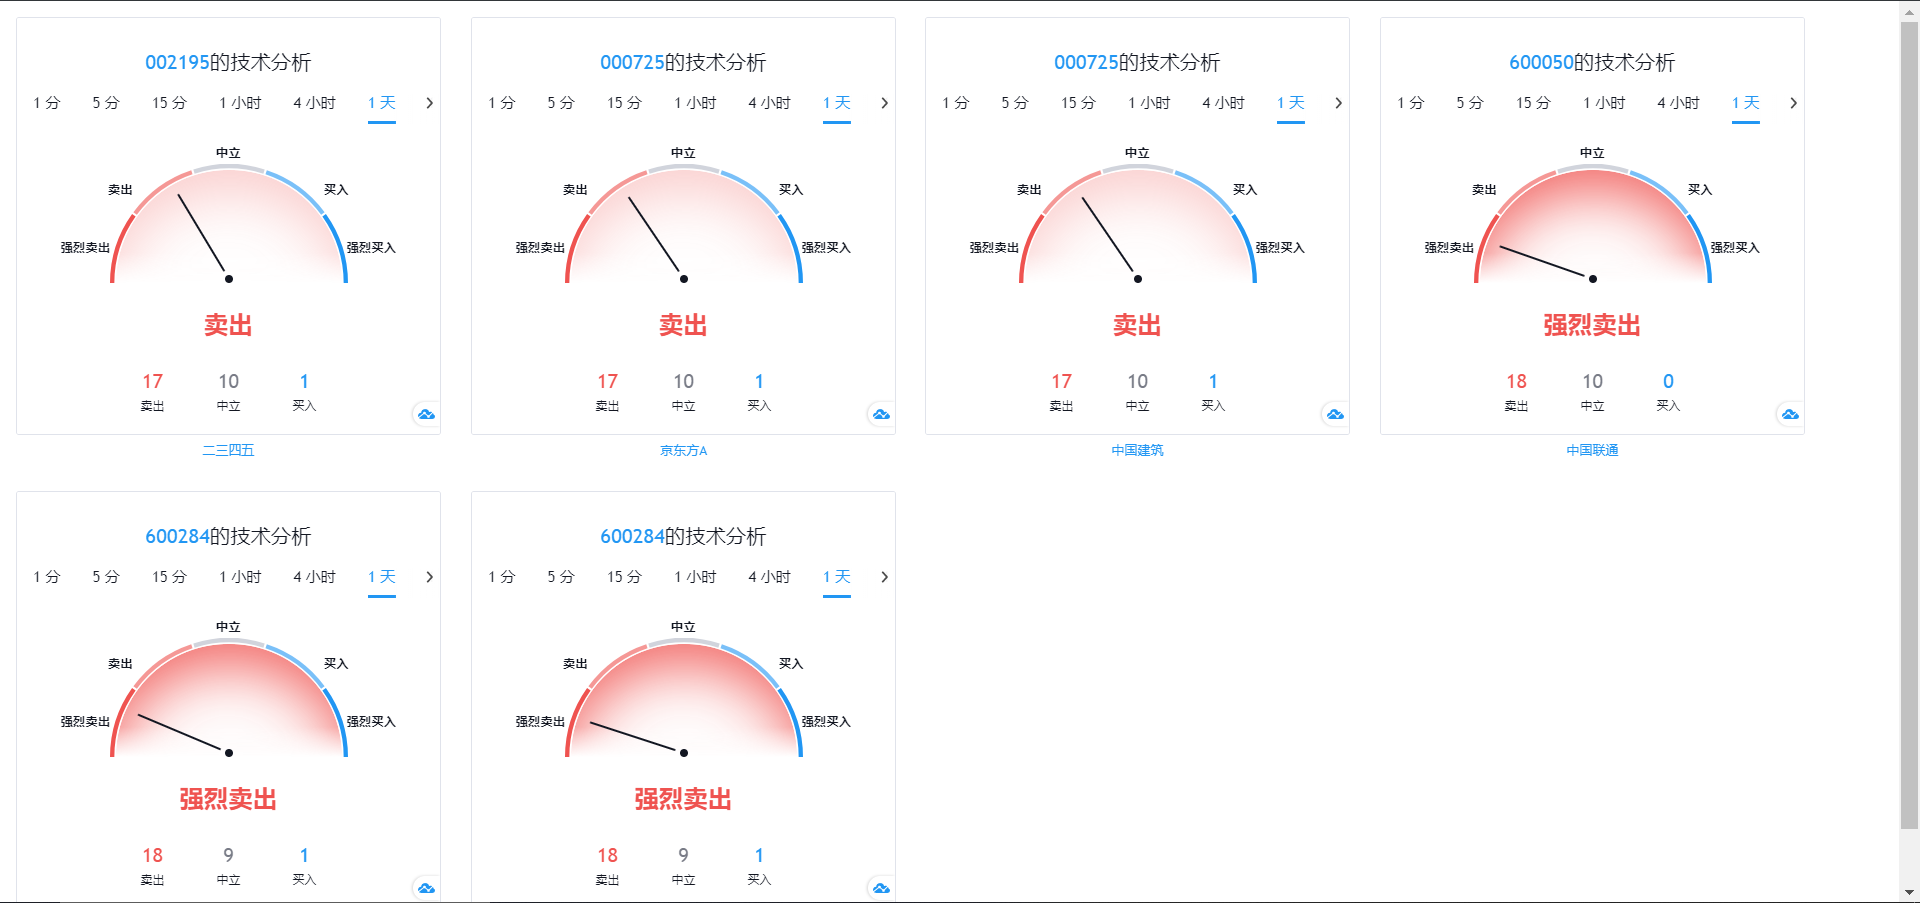 002195的技术分析
1 分 5 分 15 分 1 小时 4 小时 1 天
中立
卖出 买入
强烈卖出 强烈买入
卖出
17 10 1
卖出 中立 买入
二三四五
000725的技术分析
1 分 5 分 15 分 1 小时 4 小时 1 天
中立
卖出 买入
强烈卖出 强烈买入
卖出
17 10 1
卖出 中立 买入
京东方A
000725的技术分析
1 分 5 分 15 分 1 小时 4 小时 1 天
中立
卖出 买入
强烈卖出 强烈买入
卖出
17 10 1
卖出 中立 买入
中国建筑
600050的技术分析
1 分 5 分 15 分 1 小时 4 小时 1 天
中立
卖出 买入
强烈卖出 强烈买入
强烈卖出
18 10 0
卖出 中立 买入
中国联通
600284的技术分析
1 分 5 分 15 分 1 小时 4 小时 1 天
中立
卖出 买入
强烈卖出 强烈买入
强烈卖出
18 9 1
卖出 中立 买入
600284的技术分析
1 分 5 分 15 分 1 小时 4 小时 1 天
中立
卖出 买入
强烈卖出 强烈买入
强烈卖出
18 9 1
卖出 中立 买入